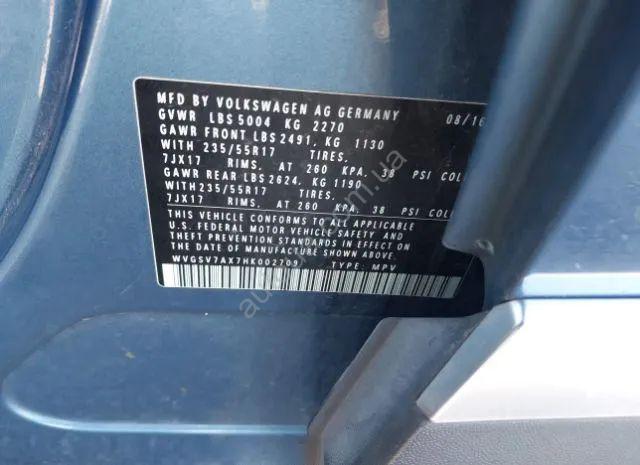 MFD BY VOLKSWAGEN AG GERMANY 08/16
GVWR LBS 5004 KG 2270
GAWR FRONT LBS 2491, KG 1130
WITH 235/55R17 TIRES.
7JX17 RIMS. AT 260 KPA. 38 PSI COL
GAWR REAR LBS 2624, KG 1190
WITH 235/55R17 TIRES.
7JX17 RIMS. AT 260 KPA. 38 PSI COL
THIS VEHICLE CONFORMS TO ALL APPLICABLE
U.S. FEDERAL MOTOR VEHICLE SAFETY
STANDARDS IN EFFECT ON THE
DATE OF MANUFACTURE SHOWN ABOVE.
WVGSV7AX7HK002709 TYPE: MPV